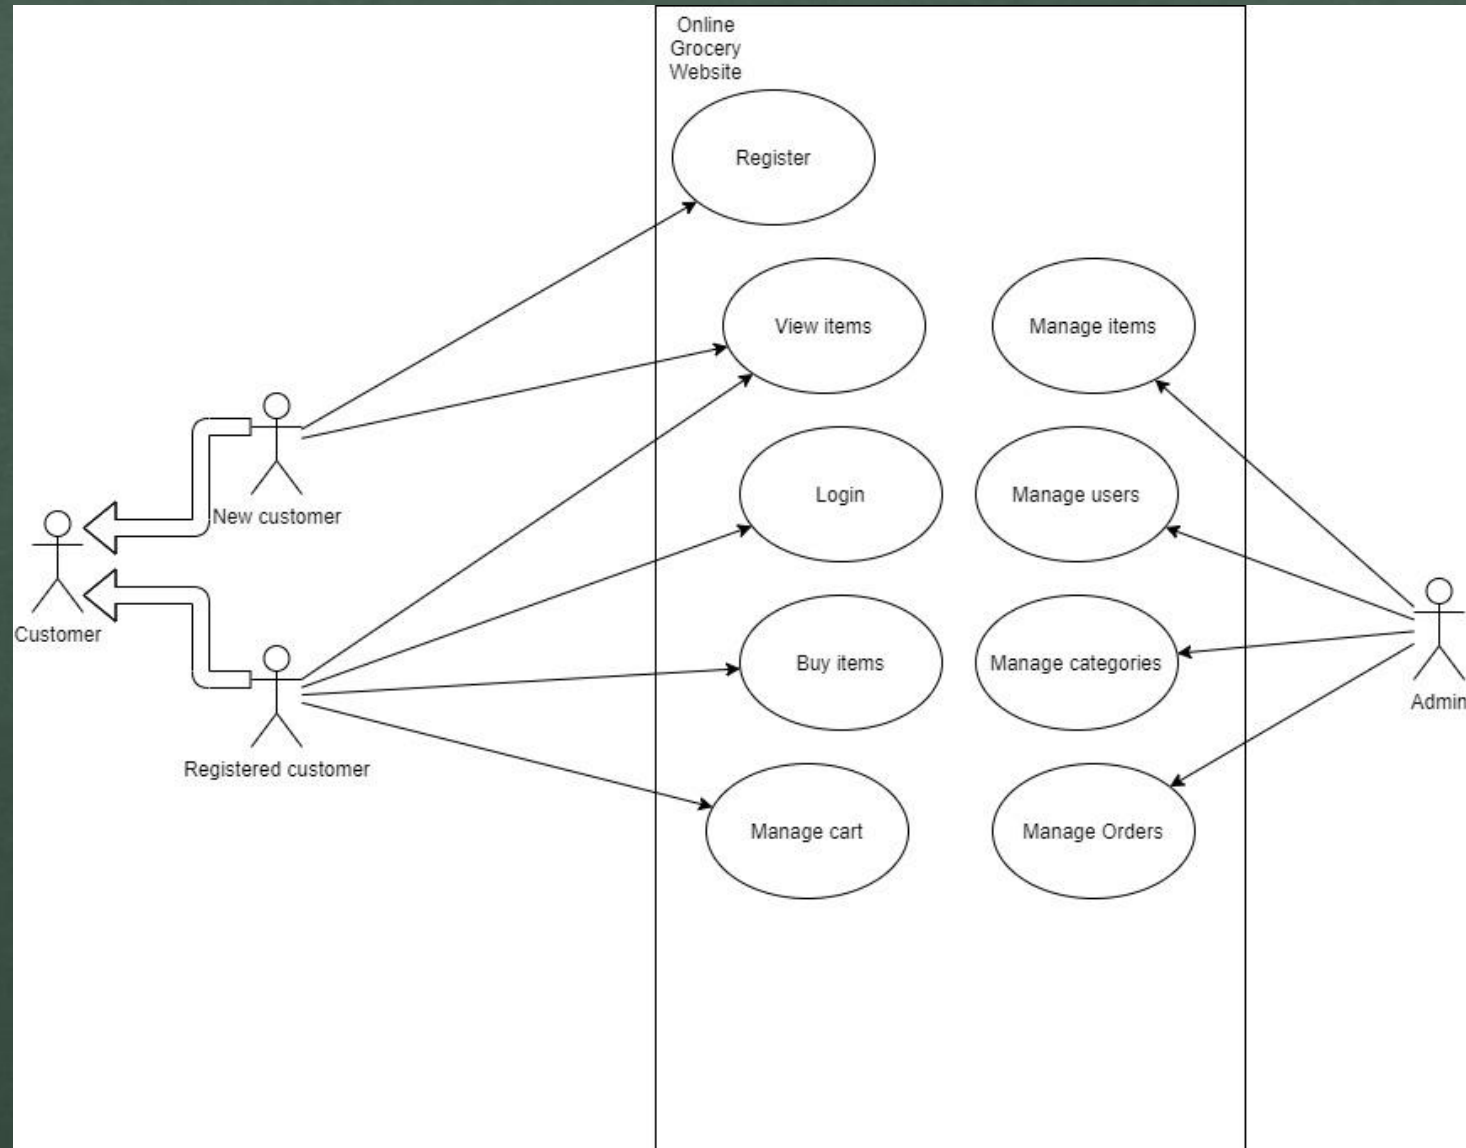 Online
Grocery
Website
Register
View items
Manage items
Login
Manage users
New customer
Customer
Buy items
Manage categories
Admin
Registered customer
Manage cart
Manage Orders